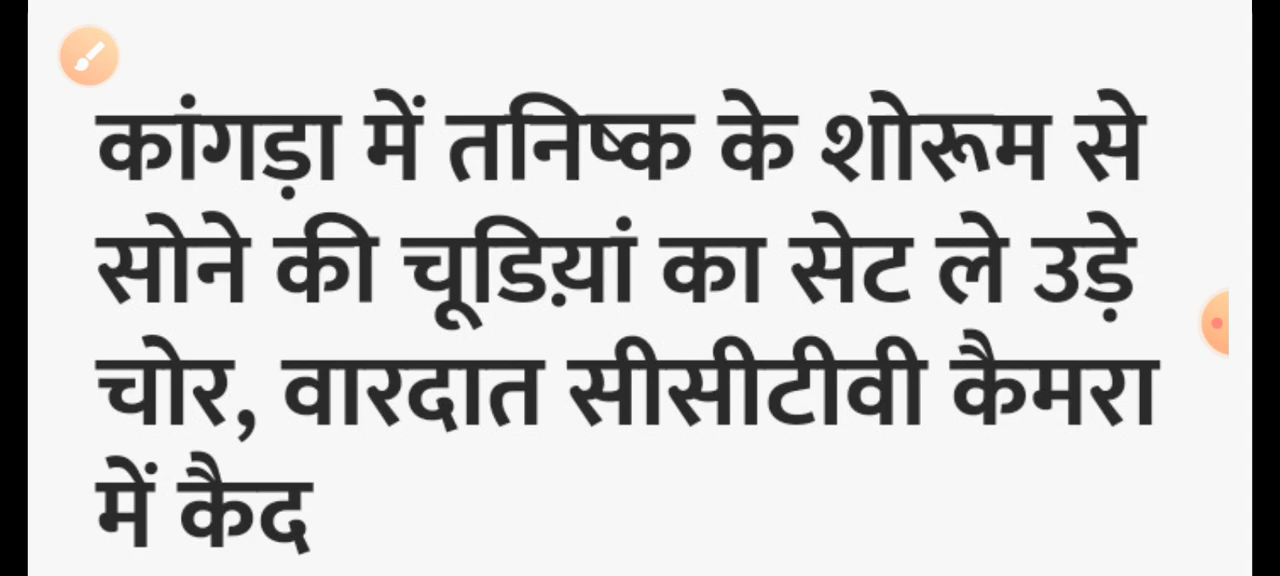 कांगड़ा में तनिष्क के शोरूम से
सोने की चूडिय़ां का सेट ले उड़े
चोर, वारदात सीसीटीवी कैमरा
में कैद